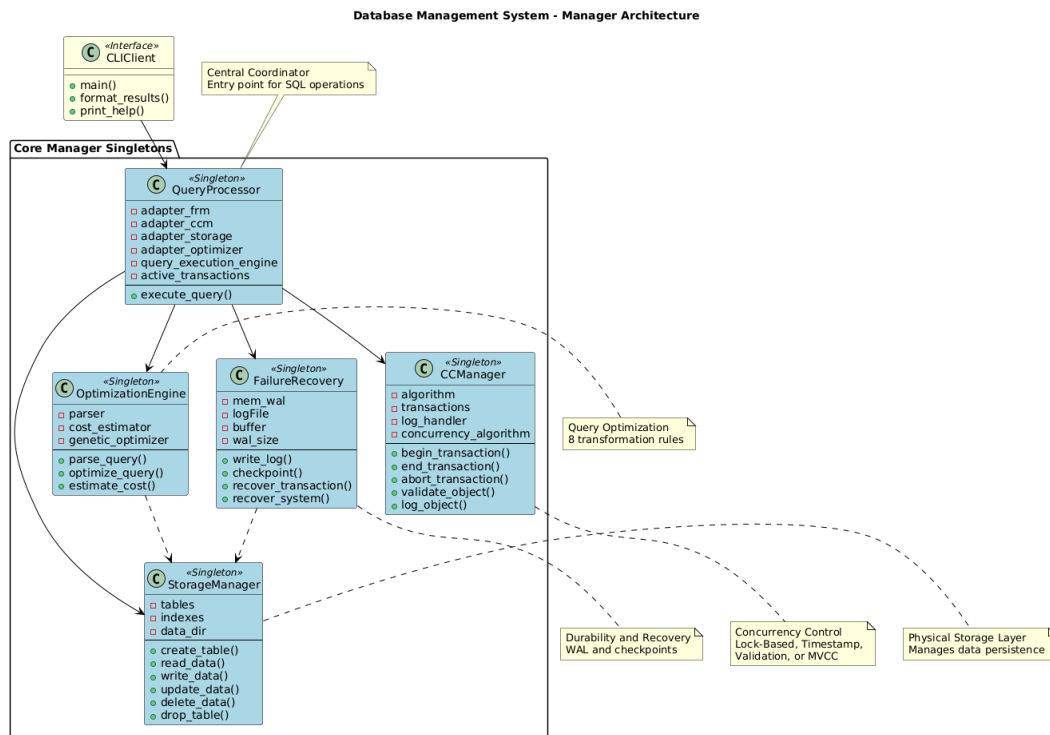 Database Management System - Manager Architecture
C
«Interface»
CLIClient
main()
format_results()
print_help()
Central Coordinator
Entry point for SQL operations
Core Manager Singletons
C
«Singleton»
QueryProcessor
adapter_frm
adapter_ccm
adapter_storage
adapter_optimizer
query_execution_engine
active_transactions
execute_query()
C
«Singleton»
OptimizationEngine
parser
cost_estimator
genetic_optimizer
parse_query()
optimize_query()
estimate_cost()
C
«Singleton»
FailureRecovery
mem_wal
logFile
buffer
wal_size
write_log()
checkpoint()
recover_transaction()
recover_system()
C
«Singleton»
CCManager
algorithm
transactions
log_handler
concurrency_algorithm
begin_transaction()
end_transaction()
abort_transaction()
validate_object()
log_object()
Query Optimization
8 transformation rules
C
«Singleton»
StorageManager
tables
indexes
data_dir
create_table()
read_data()
write_data()
update_data()
delete_data()
drop_table()
Durability and Recovery
WAL and checkpoints
Concurrency Control
Lock-Based, Timestamp,
Validation, or MVCC
Physical Storage Layer
Manages data persistence